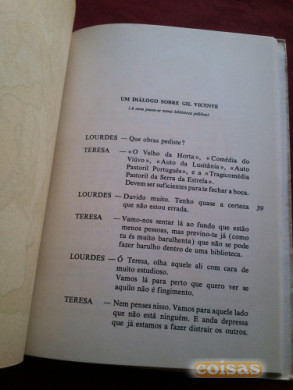 UM DIÁLOGO SOBRE GIL VICENTE
(A cena passa-se numa biblioteca pública)
LOURDES — Que obras pediste?
TERESA — «O Velho da Horta», «Comédia do
Viúvo», «Auto da Lusitânia», «Auto
Pastoril Português», e a «Tragicomédia
Pastoril da Serra da Estrela».
Devem ser suficientes para te fechar a boca.
LOURDES — Duvido muito. Tenho quase a certeza
que não estou errada.
39
TERESA — Vamo-nos sentar lá ao fundo que estão
menos pessoas, mas previno-te já (como
tu és muito barulhenta) que não se pode
fazer barulho dentro de uma biblioteca.
LOURDES — Ó Teresa, olha aquele ali com cara de
muito estudioso.
Vamos lá para perto que quero ver se
aquilo não é fingimento.
TERESA — Nem penses nisso. Vamos para aquele lado
que não está ninguém. E anda depressa
que já estamos a fazer distrair os outros.
coisas